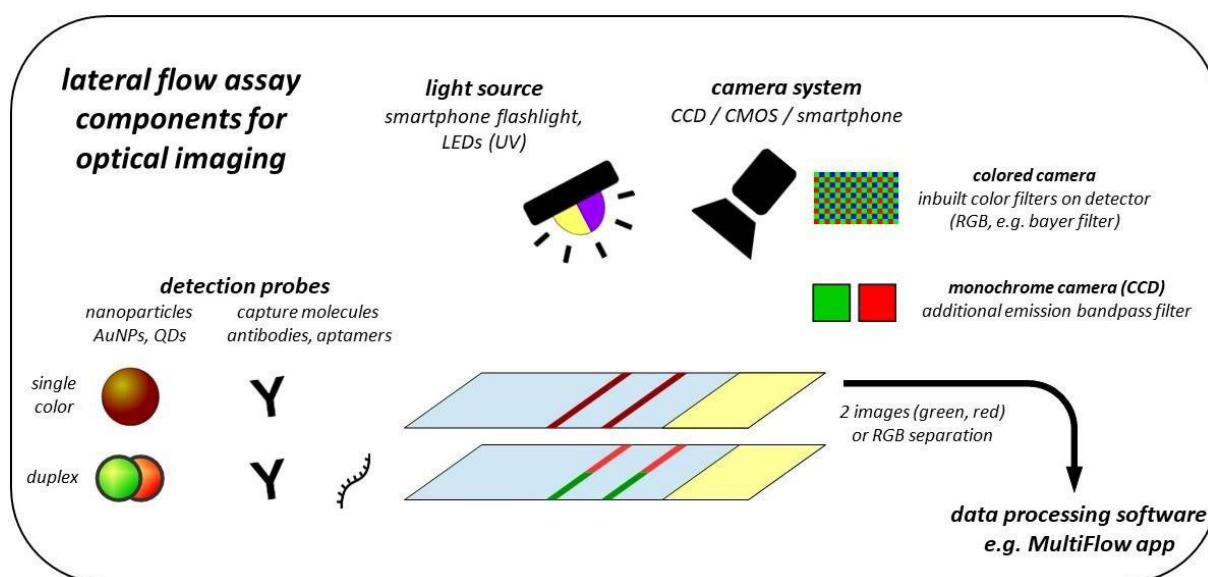 lateral flow assay
components for
optical imaging
light source
smartphone flashlight,
LEDs (UV)
camera system
CCD / CMOS / smartphone
colored camera
inbuilt color filters on detector
(RGB, e.g. bayer filter)
monochrome camera (CCD)
additional emission bandpass filter
detection probes
nanoparticles
AuNPs, QDs
capture molecules
antibodies, aptamers
single
color
duplex
2 images (green, red)
or RGB separation
data processing software
e.g. MultiFlow app